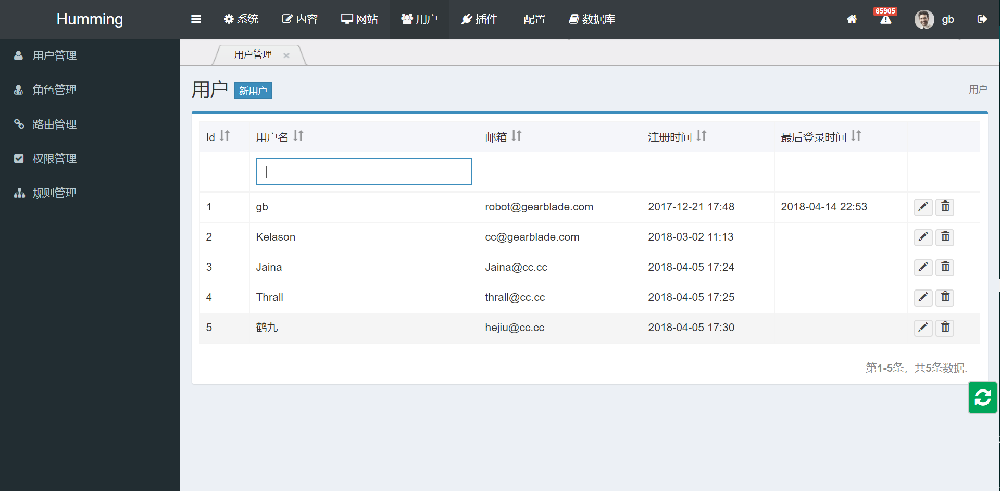 Humming 系统 内容 网站 用户 插件 配置 数据库 65905 gb
用户管理
角色管理
路由管理
权限管理
规则管理
用户管理 ×
用户 新用户 用户
Id 用户名 邮箱 注册时间 最后登录时间
1 gb robot@gearblade.com 2017-12-21 17:48 2018-04-14 22:53
2 Kelason cc@gearblade.com 2018-03-02 11:13
3 Jaina Jaina@cc.cc 2018-04-05 17:24
4 Thrall thrall@cc.cc 2018-04-05 17:25
5 鹤九 hejiu@cc.cc 2018-04-05 17:30
第1-5条，共5条数据.